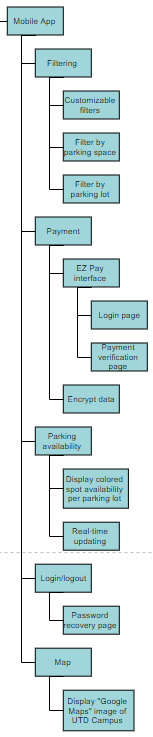 Mobile App
Filtering
Customizable
filters
Filter by
parking space
Filter by
parking lot
Payment
EZ Pay
interface
Login page
Payment
verification
page
Encrypt data
Parking
availability
Display colored
spot availability
per parking lot
Real-time
updating
Login/logout
Password
recovery page
Map
Display "Google
Maps" image of
UTD Campus